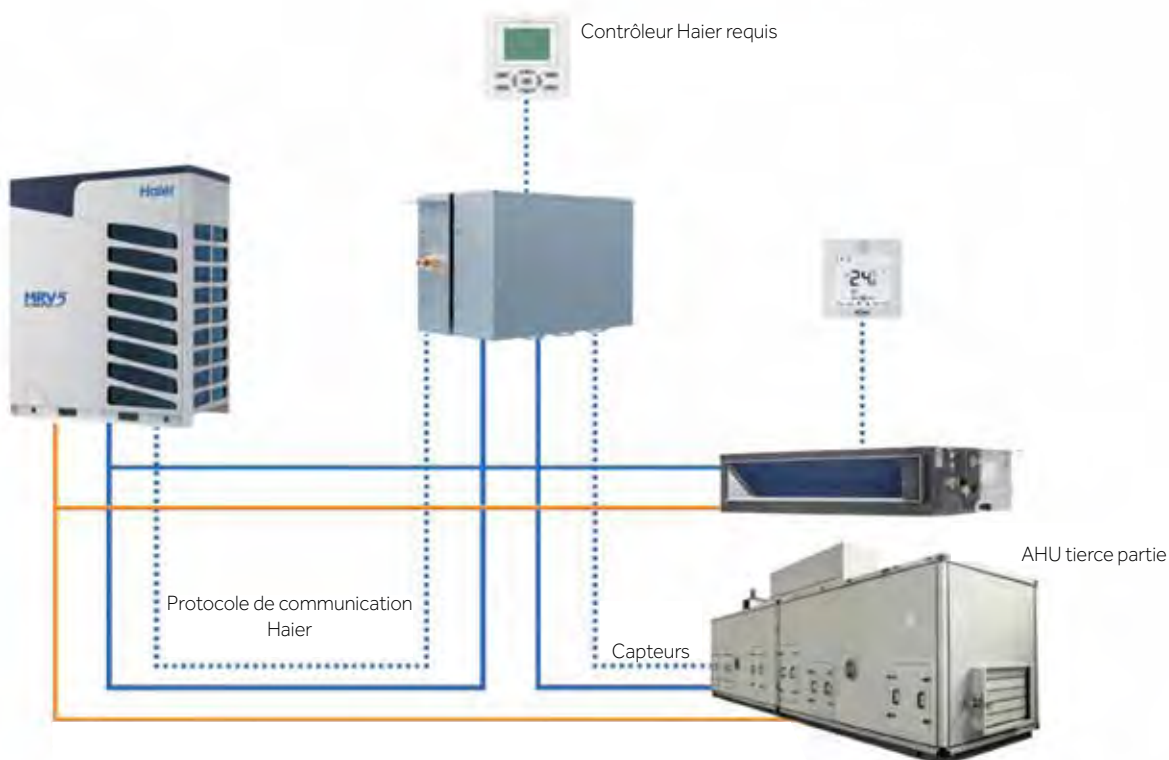 Contrôleur Haier requis
Haier
MRV5
24
AHU tierce partie
Protocole de communication
Haier
Capteurs